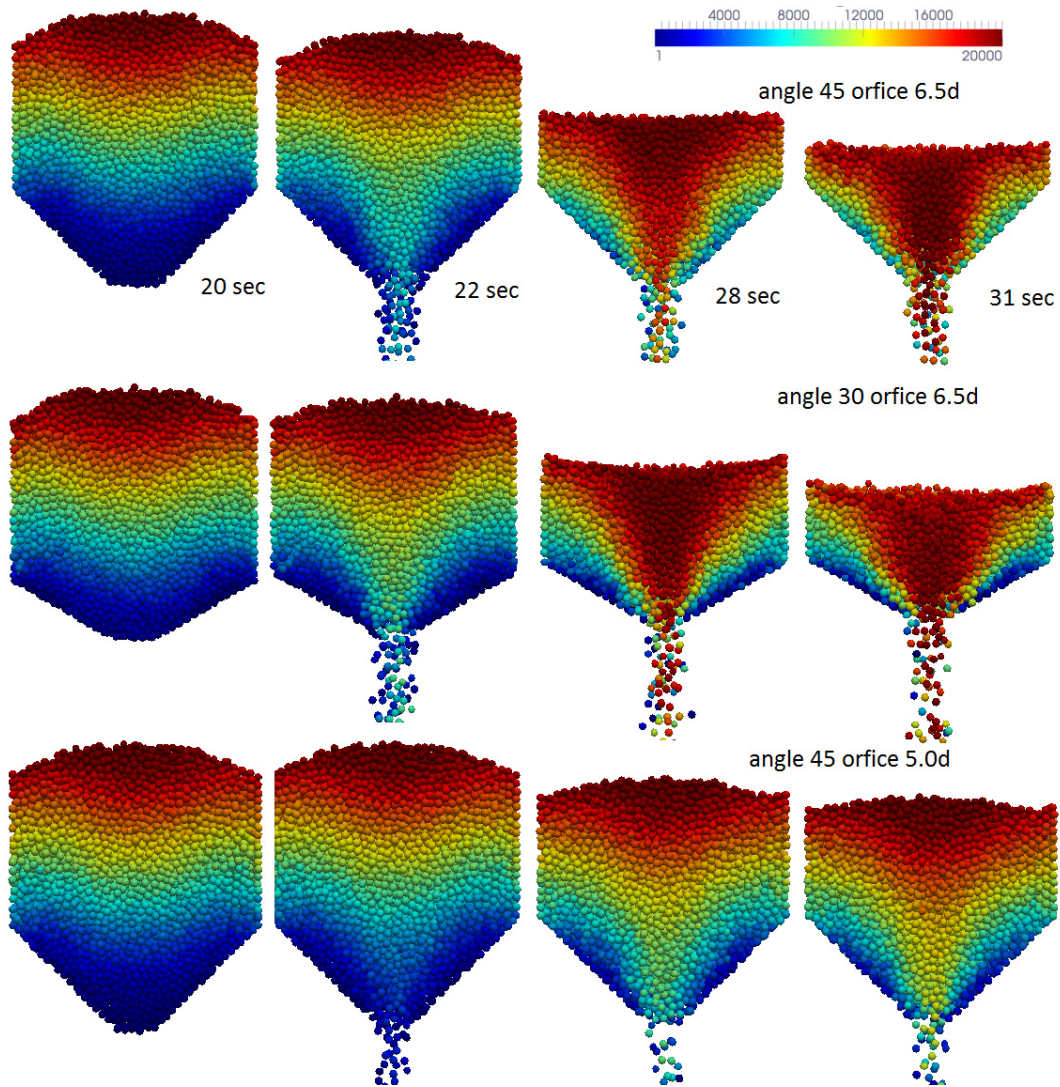 4000 8000 12000 16000
1 20000
angle 45 orfice 6.5d
20 sec 22 sec 28 sec 31 sec
angle 30 orfice 6.5d
angle 45 orfice 5.0d